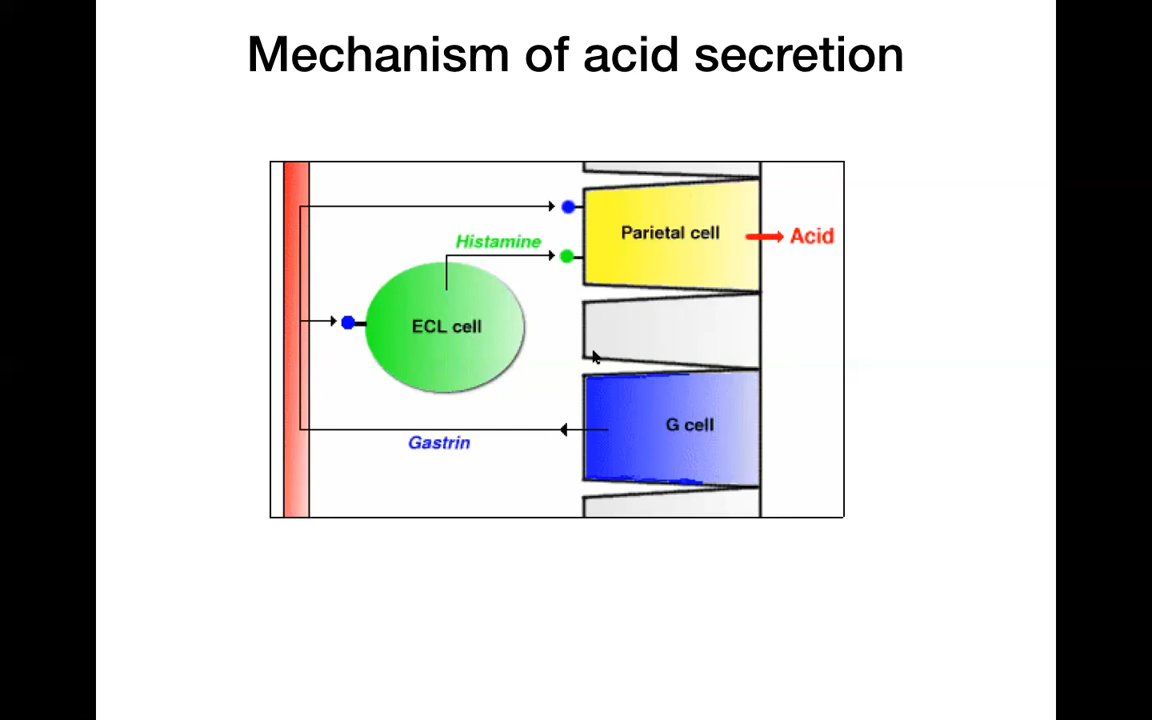 Mechanism of acid secretion
Parietal cell
Acid
Histamine
ECL cell
G cell
Gastrin